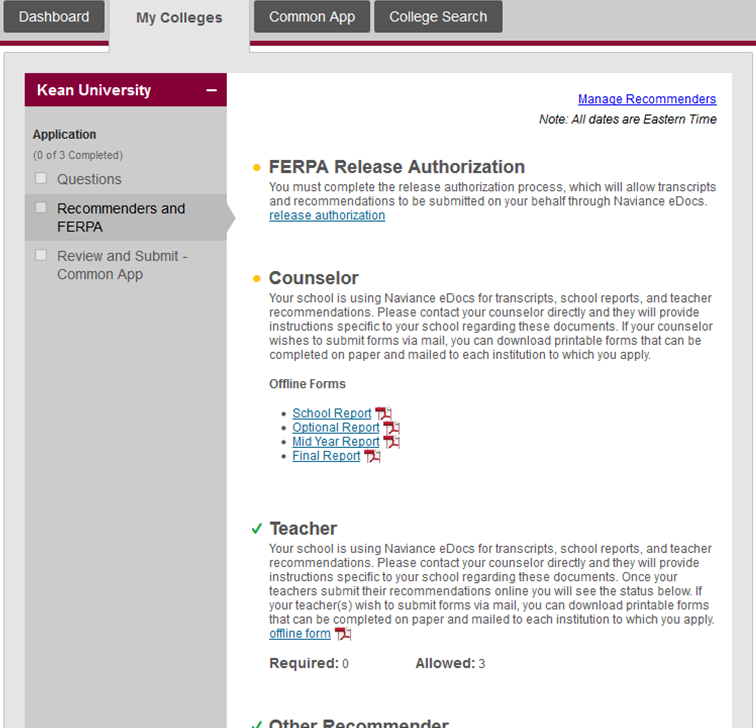 Dashboard
My Colleges
Common App
College Search
Kean University
Application
(0 of 3 Completed)
Questions
Recommenders and
FERPA
Review and Submit -
Common App
Manage Recommenders
Note: All dates are Eastern Time
FERPA Release Authorization
You must complete the release authorization process, which will allow transcripts
and recommendations to be submitted on your behalf through Naviance eDocs.
release authorization
Counselor
Your school is using Naviance eDocs for transcripts, school reports, and teacher
recommendations. Please contact your counselor directly and they will provide
instructions specific to your school regarding these documents. If your counselor
wishes to submit forms via mail, you can download printable forms that can be
completed on paper and mailed to each institution to which you apply.
Offline Forms
School Report
Optional Report
Mid Year Report
Final Report
Teacher
Your school is using Naviance eDocs for transcripts, school reports, and teacher
recommendations. Please contact your counselor directly and they will provide
instructions specific to your school regarding these documents. Once your
teachers submit their recommendations online you will see the status below. If
your teacher(s) wish to submit forms via mail, you can download printable forms
that can be completed on paper and mailed to each institution to which you apply.
offline form
Required: 0 Allowed: 3
Other Recommender